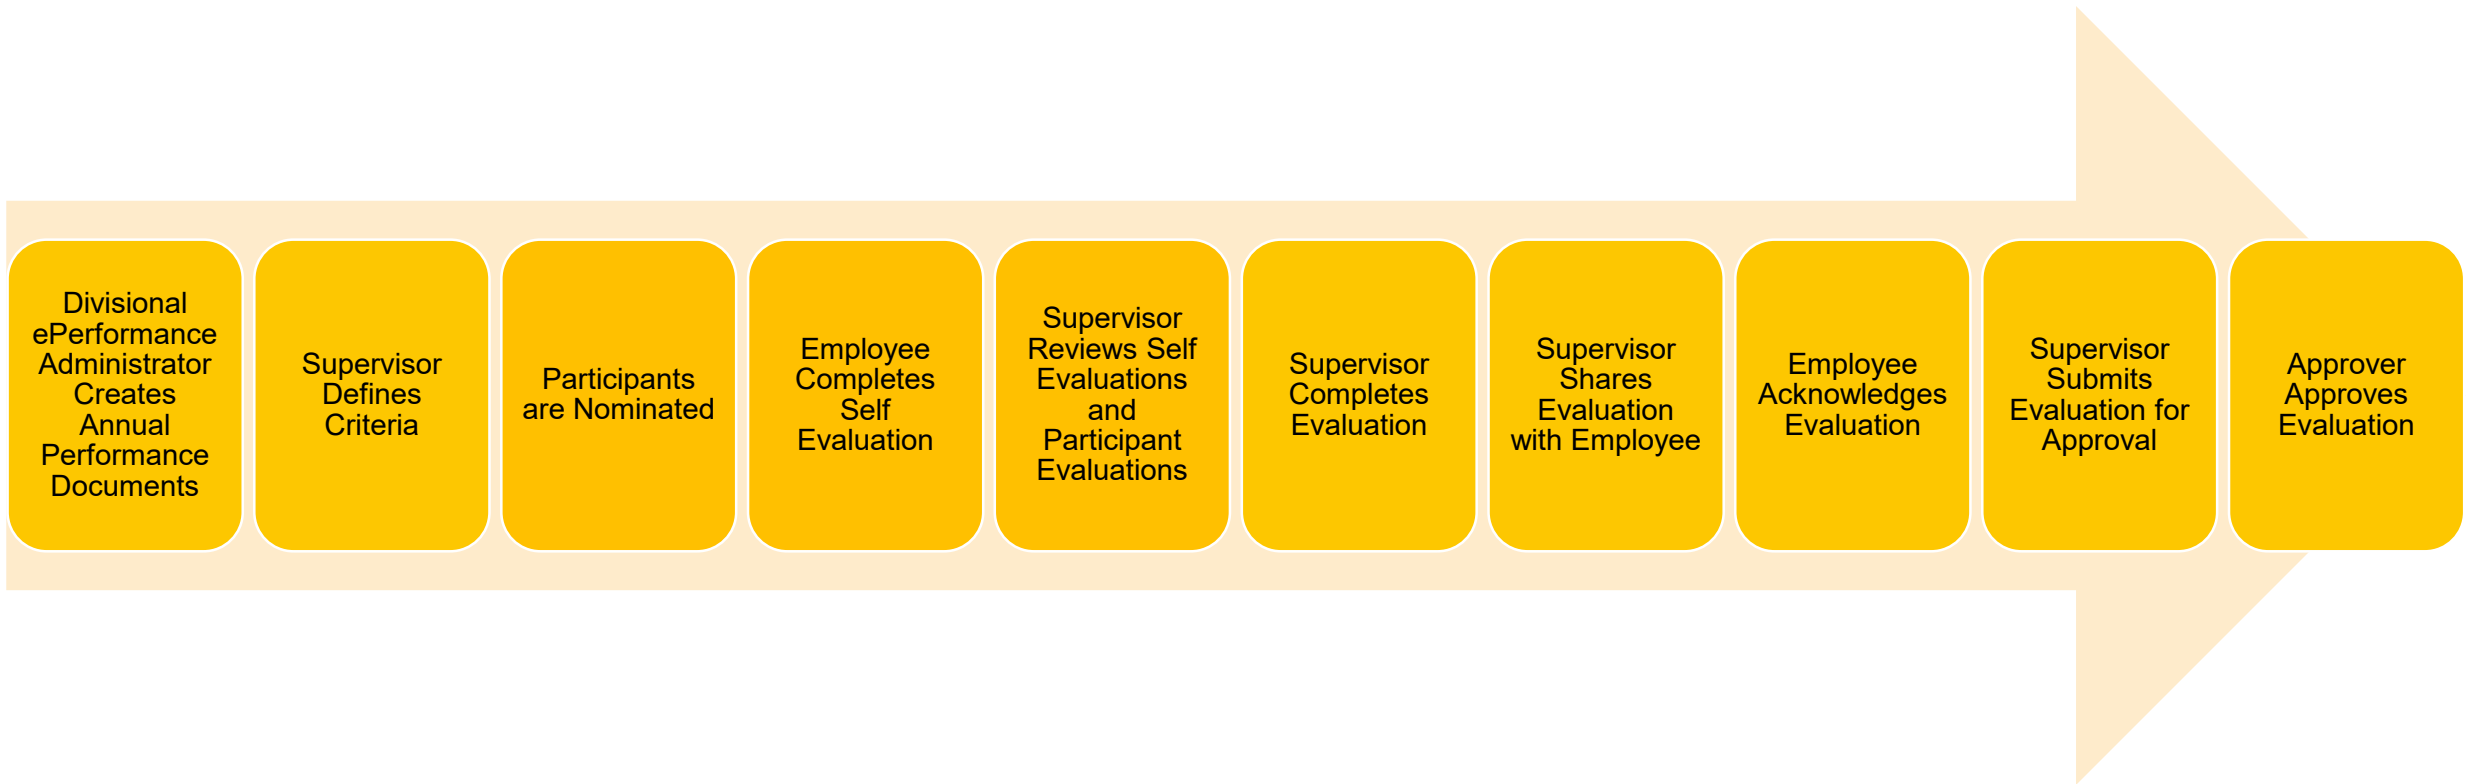 Divisional
ePerformance
Administrator
Creates
Annual
Performance
Documents
Supervisor
Defines
Criteria
Participants
are Nominated
Employee
Completes
Self
Evaluation
Supervisor
Reviews Self
Evaluations
and
Participant
Evaluations
Supervisor
Completes
Evaluation
Supervisor
Shares
Evaluation
with Employee
Employee
Acknowledges
Evaluation
Supervisor
Submits
Evaluation for
Approval
Approver
Approves
Evaluation